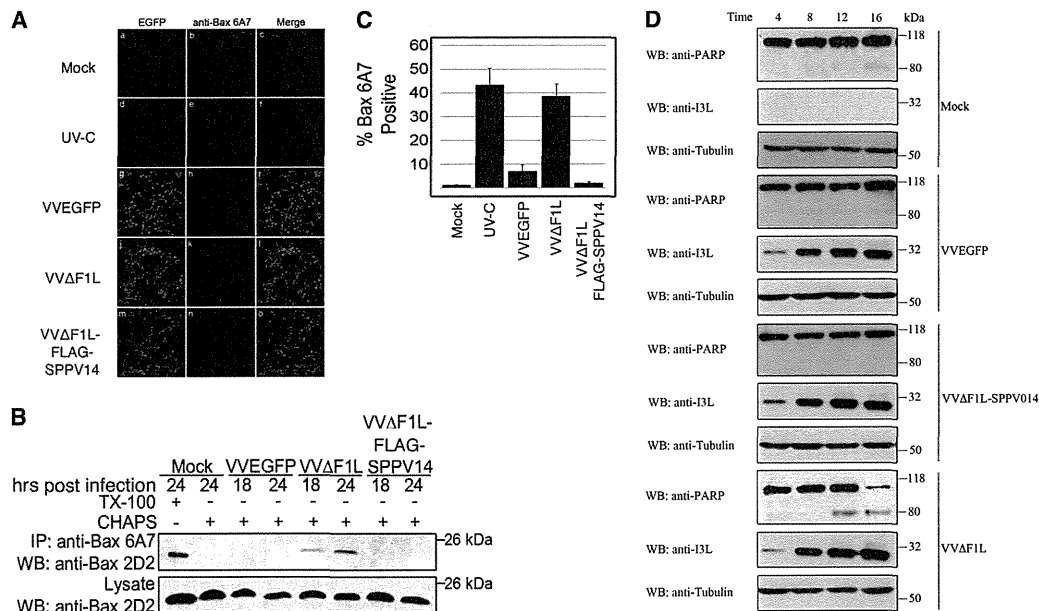 A
EGFP anti-Bax 6A7 Merge
Mock
a b c
UV-C
d e f
VVEGFP
g h i
VVΔF1L
j k l
VVΔF1L-
FLAG-
SPPV14
m n o
B
VVΔF1L-
FLAG-
Mock VVEGFP VVΔF1L SPPV14
hrs post infection 24 24 18 24 18 24 18 24
TX-100 + - - - - - - -
CHAPS - + + + + + + +
IP: anti-Bax 6A7
WB: anti-Bax 2D2
26 kDa
Lysate
WB: anti-Bax 2D2
26 kDa
C
% Bax 6A7
Positive
60
50
40
30
20
10
Mock
UV-C
VVEGFP
VVΔF1L
VVΔF1L
FLAG-SPPV14
D
Time 4 8 12 16 kDa
WB: anti-PARP
118
80
WB: anti-I3L
32
Mock
WB: anti-Tubulin
50
WB: anti-PARP
118
80
WB: anti-I3L
32
VVEGFP
WB: anti-Tubulin
50
WB: anti-PARP
118
80
WB: anti-I3L
32
VVΔF1L-SPPV014
WB: anti-Tubulin
50
WB: anti-PARP
118
80
WB: anti-I3L
32
VVΔF1L
WB: anti-Tubulin
50